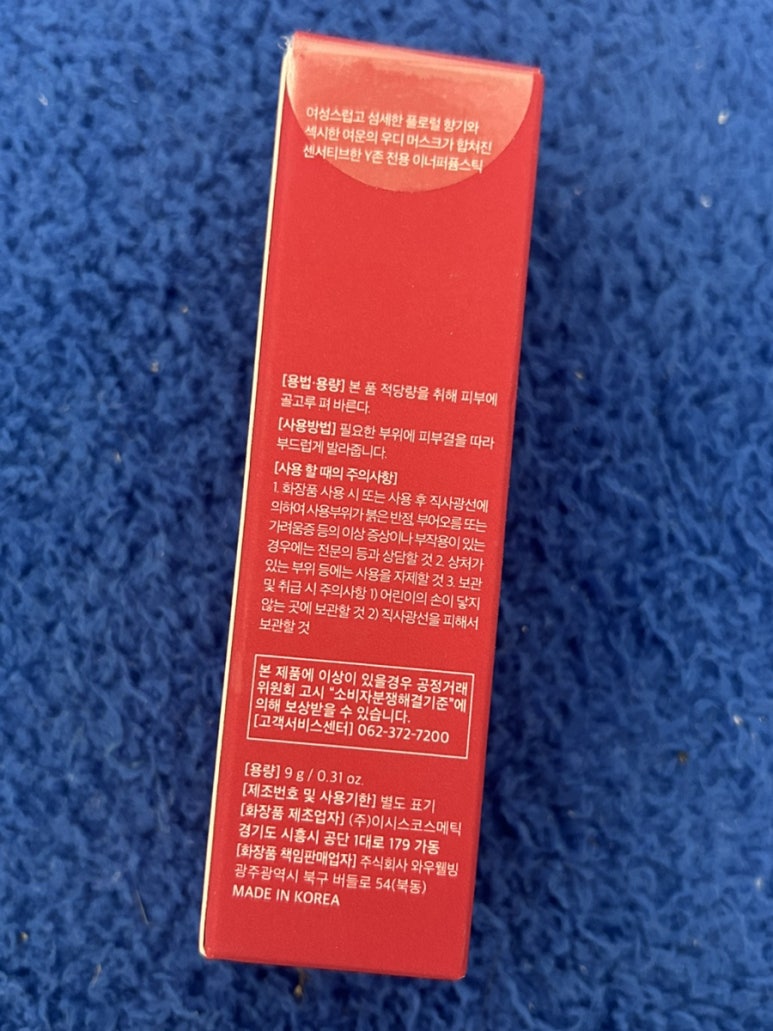 여성스럽고 섬세한 플로럴 향기와
섹시한 여운의 우디 머스크가 합쳐진
센서티브한 Y존 전용 이너퍼퓸스틱
[용법·용량] 본 품 적당량을 취해 피부에
골고루 펴 바른다.
[사용방법] 필요한 부위에 피부결을 따라
부드럽게 발라줍니다.
[사용 할 때의 주의사항]
1. 화장품 사용 시 또는 사용 후 직사광선에
의하여 사용부위가 붉은 반점, 부어오름 또는
가려움증 등의 이상 증상이나 부작용이 있는
경우에는 전문의 등과 상담할 것 2. 상처가
있는 부위 등에는 사용을 자제할 것 3. 보관
및 취급 시 주의사항 1) 어린이의 손이 닿지
않는 곳에 보관할 것 2) 직사광선을 피해서
보관할 것
본 제품에 이상이 있을경우 공정거래
위원회 고시 "소비자분쟁해결기준"에
의해 보상받을 수 있습니다.
[고객서비스센터] 062-372-7200
[용량] 9 g / 0.31 oz.
[제조번호 및 사용기한] 별도 표기
[화장품 제조업자] (주)이시스코스메틱
경기도 시흥시 공단 1대로 179 가동
[화장품 책임판매업자] 주식회사 와우웰빙
광주광역시 북구 버들로 54(북동)
MADE IN KOREA